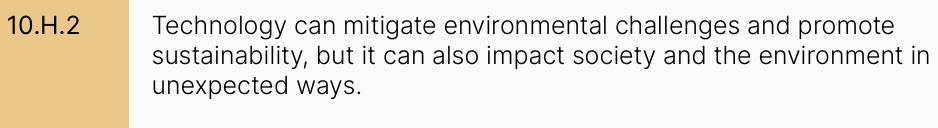 10.H.2
Technology can mitigate environmental challenges and promote
sustainability, but it can also impact society and the environment in
unexpected ways.